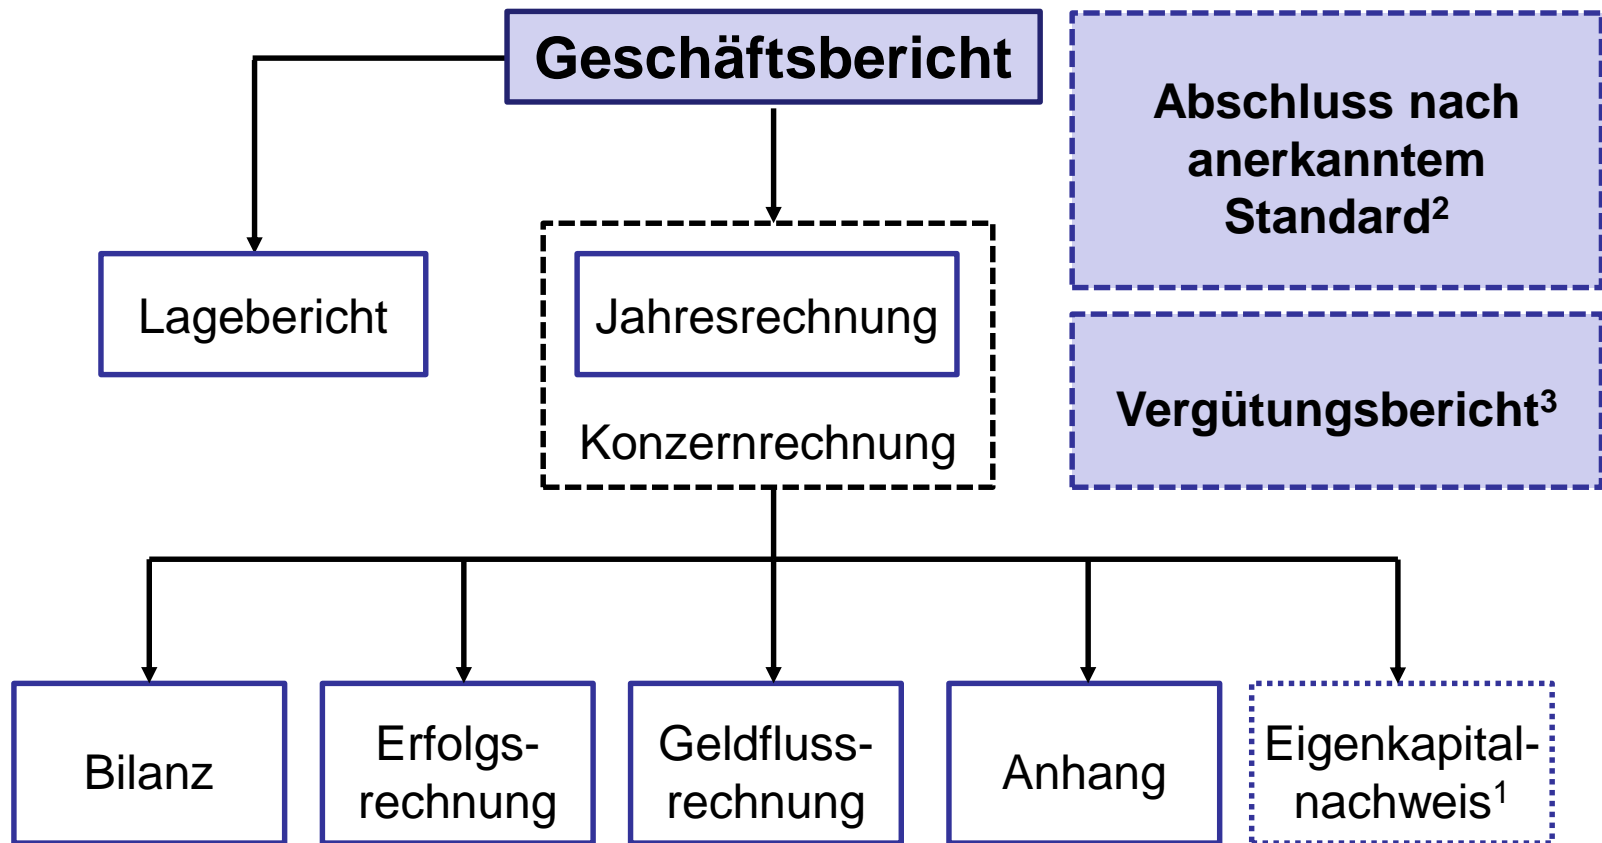 Geschäftsbericht
Abschluss nach
anerkanntem
Standard²
Lagebericht
Jahresrechnung
Konzernrechnung
Vergütungsbericht³
Bilanz
Erfolgs-
rechnung
Geldfluss-
rechnung
Anhang
Eigenkapital-
nachweis¹